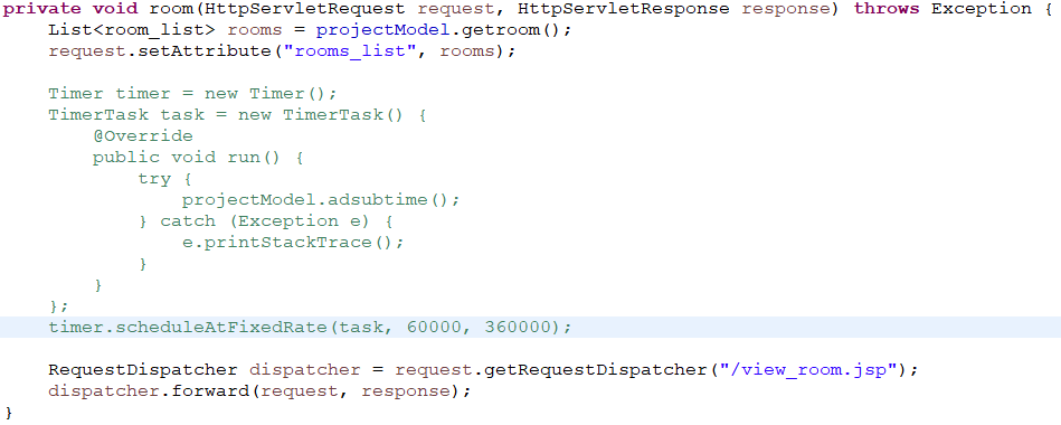 private void room(HttpServletRequest request, HttpServletResponse response) throws Exception {
    List<room_list> rooms = projectModel.getroom();
    request.setAttribute("rooms_list", rooms);
    Timer timer = new Timer();
    TimerTask task = new TimerTask() {
        @Override
        public void run() {
            try {
                projectModel.adsubtime();
            } catch (Exception e) {
                e.printStackTrace();
            }
        }
    };
    timer.scheduleAtFixedRate(task, 60000, 360000);
    RequestDispatcher dispatcher = request.getRequestDispatcher("/view_room.jsp");
    dispatcher.forward(request, response);
}